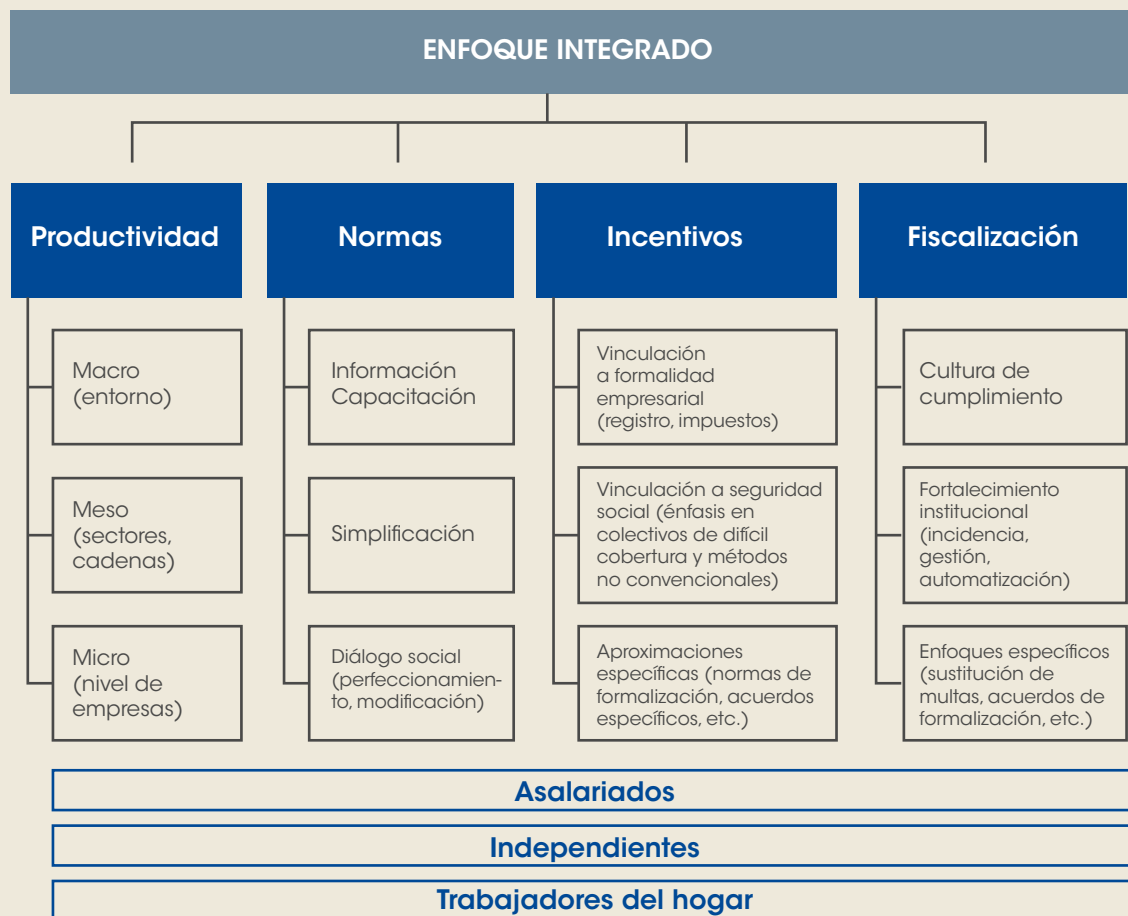 ENFOQUE INTEGRADO
Productividad
Macro
(entorno)
Meso
(sectores,
cadenas)
Micro
(nivel de
empresas)
Normas
Información
Capacitación
Simplificación
Diálogo social
(perfeccionamien-
to, modificación)
Incentivos
Vinculación
a formalidad
empresarial
(registro, impuestos)
Vinculación a seguridad
social (énfasis en
colectivos de difícil
cobertura y métodos
no convencionales)
Aproximaciones
específicas (normas de
formalización, acuerdos
específicos, etc.)
Fiscalización
Cultura de
cumplimiento
Fortalecimiento
institucional
(incidencia,
gestión,
automatización)
Enfoques específicos
(sustitución de
multas, acuerdos de
formalización, etc.)
Asalariados
Independientes
Trabajadores del hogar